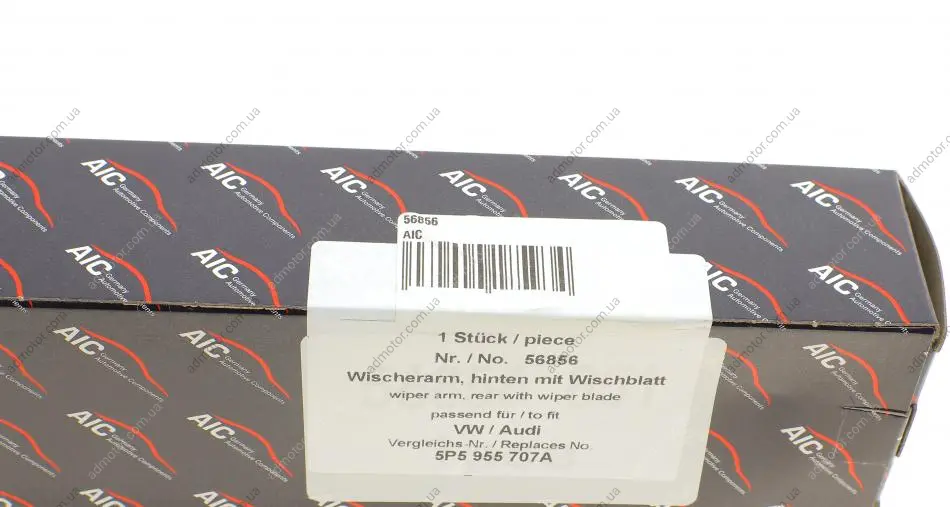 56856
AIC
1 Stück / piece
Nr. / No. 56856
Wischerarm, hinten mit Wischblatt
wiper arm, rear with wiper blade
passend für / to fit
VW / Audi
Vergleichs-Nr. / Replaces No.
5P5 955 707A
AIC
Germany
Automotive Components
admotor.com.ua